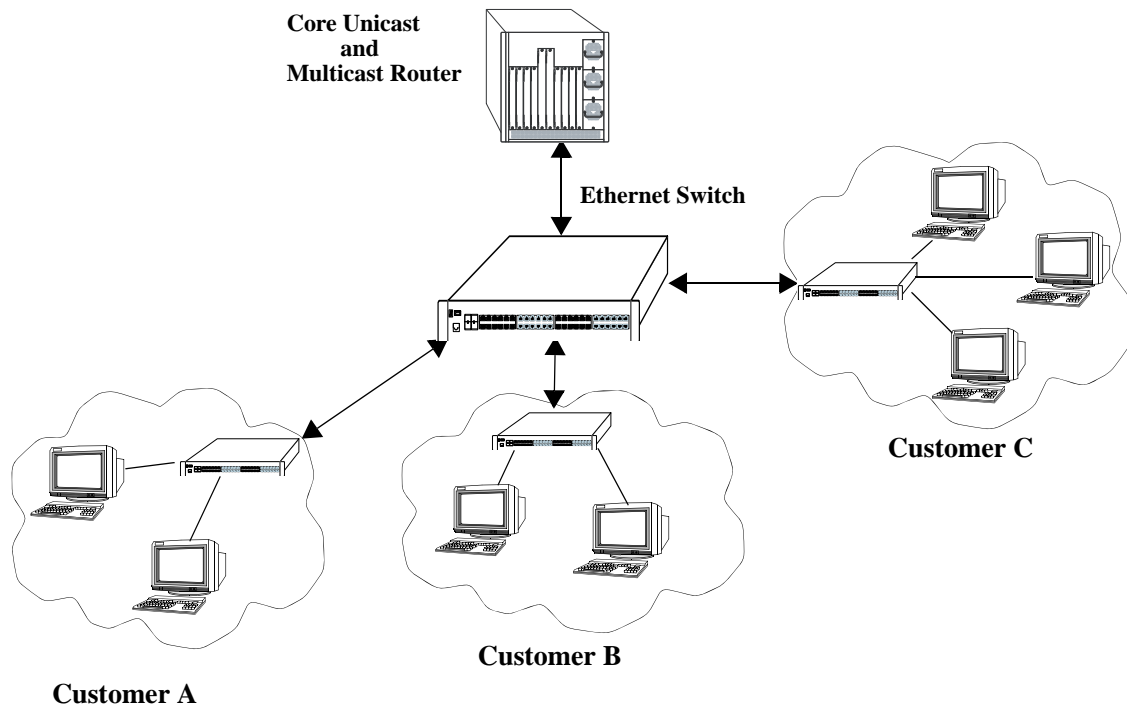 Core Unicast
and
Multicast Router
Ethernet Switch
Customer C
Customer B
Customer A